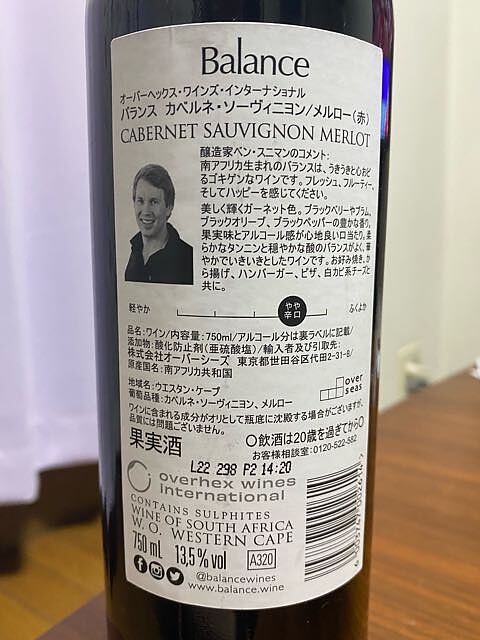 Balance
オーバーヘックス・ワインズ・インターナショナル
バランス カベルネ・ソーヴィニヨン/メルロー(赤)
CABERNET SAUVIGNON MERLOT
醸造家ベン・スニマンのコメント:
南アフリカ生まれのバランスは、うきうきと心おど
るゴキゲンなワインです。フレッシュ、フルーティー、
そしてハッピーを感じてください。
美しく輝くガーネット色。ブラックベリーやプラム、
ブラックオリーブ、ブラックペッパーの豊かな香り。
果実味とアルコール感が心地良い口当たり。柔
らかなタンニンと穏やかな酸のバランスがよく、華
やかでいきいきとしたワインです。お好み焼き、か
ら揚げ、ハンバーガー、ピザ、白カビ系チーズと
共に。
軽やか
やや
辛口
ふくよか
品名:ワイン/内容量:750ml/アルコール分は裏ラベルに記載/
添加物:酸化防止剤(亜硫酸塩)/輸入者及び引取先:
株式会社オーバーシーズ 東京都世田谷区代田2-31-8/
原産国名:南アフリカ共和国
地域名:ウエスタン・ケープ
葡萄品種:カベルネ・ソーヴィニヨン、メルロー
over
seas
ワインに含まれる成分がオリとして瓶底に沈殿する場合がございますが、
品質には問題ございません。
果実酒
〇飲酒は20歳を過ぎてから〇
お客様相談室:0120-522-582
L22 298 P2 14:20
overhex wines
international
CONTAINS SULPHITES
WINE OF SOUTH AFRICA
W.O. WESTERN CAPE
750 mL
13,5% vol
A320
@balancewines
www.balance.wine